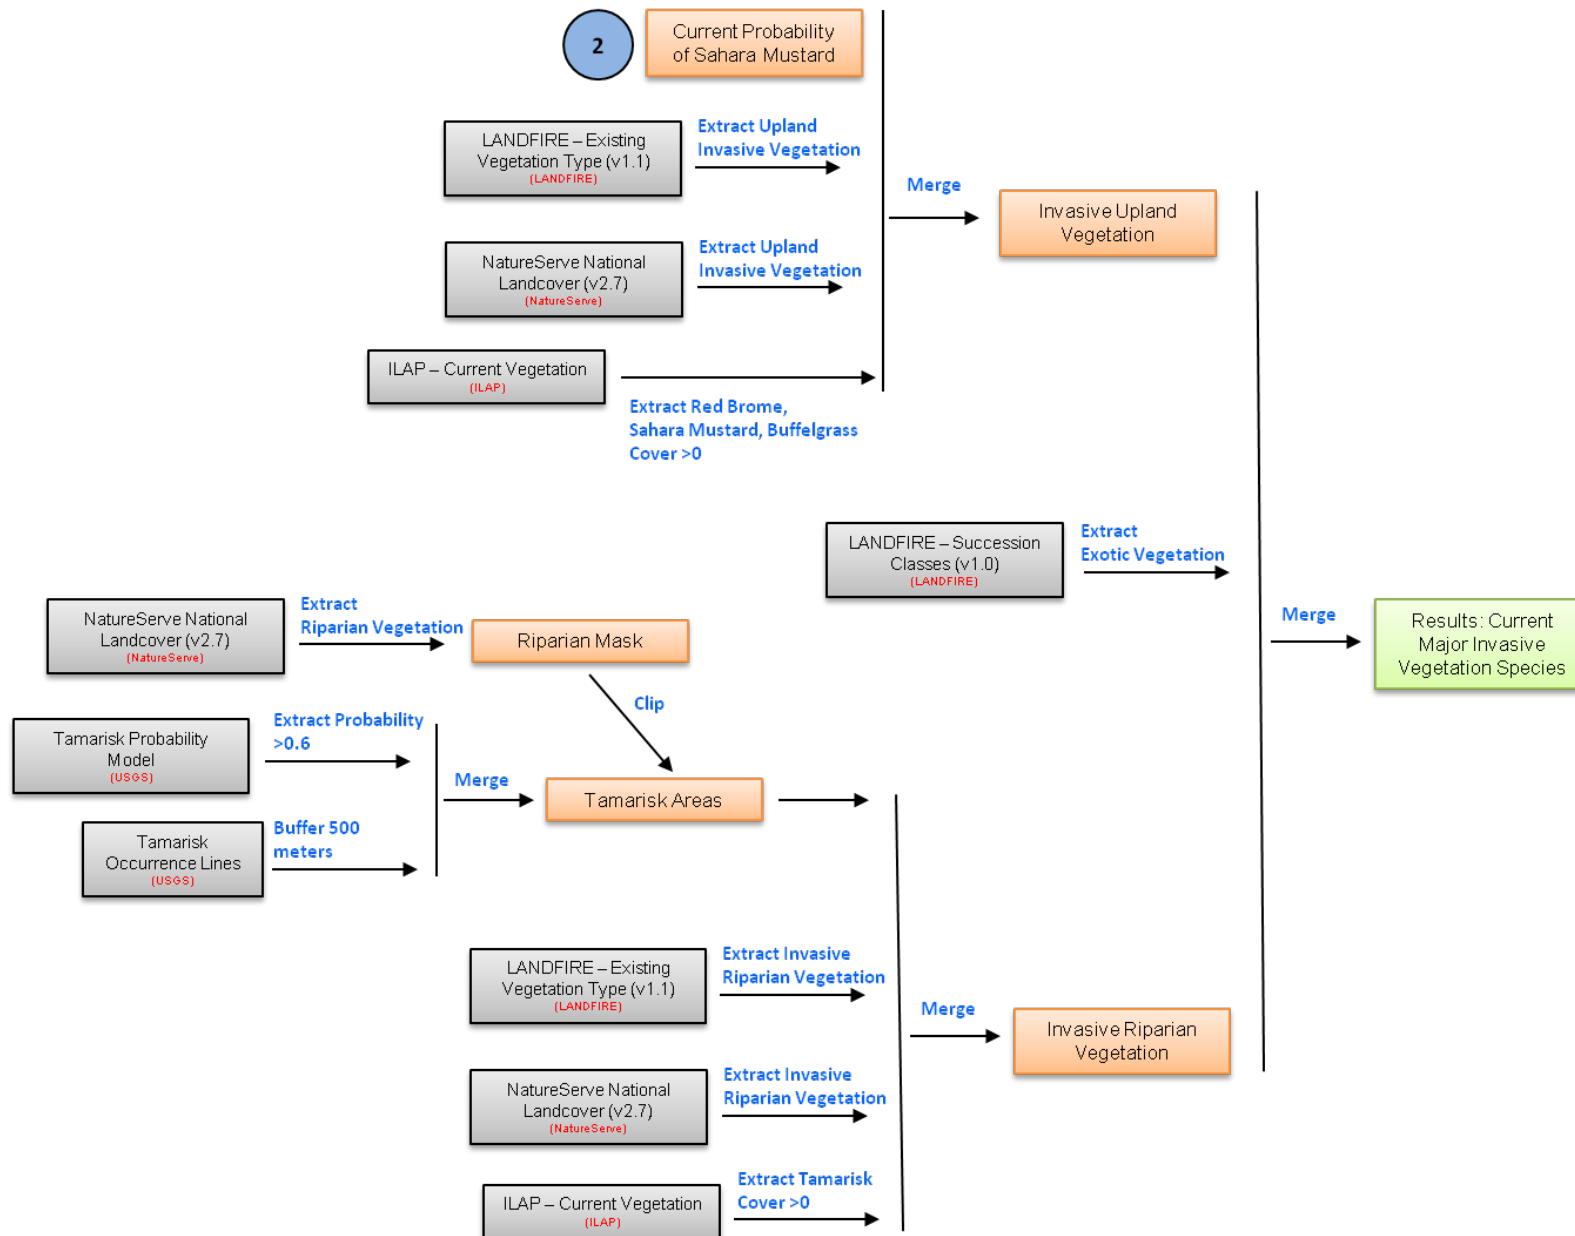 2
Current Probability
of Sahara Mustard
LANDFIRE – Existing
Vegetation Type (v1.1)
(LANDFIRE)
Extract Upland
Invasive Vegetation
NatureServe National
Landcover (v2.7)
(NatureServe)
Extract Upland
Invasive Vegetation
ILAP – Current Vegetation
(ILAP)
Extract Red Brome,
Sahara Mustard, Buffelgrass
Cover >0
Merge
Invasive Upland
Vegetation
LANDFIRE – Succession
Classes (v1.0)
(LANDFIRE)
Extract
Exotic Vegetation
NatureServe National
Landcover (v2.7)
(NatureServe)
Extract
Riparian Vegetation
Riparian Mask
Clip
Tamarisk Probability
Model
(USGS)
Extract Probability
>0.6
Tamarisk
Occurrence Lines
(USGS)
Buffer 500
meters
Merge
Tamarisk Areas
LANDFIRE – Existing
Vegetation Type (v1.1)
(LANDFIRE)
Extract Invasive
Riparian Vegetation
NatureServe National
Landcover (v2.7)
(NatureServe)
Extract Invasive
Riparian Vegetation
ILAP – Current Vegetation
(ILAP)
Extract Tamarisk
Cover >0
Merge
Invasive Riparian
Vegetation
Merge
Results: Current
Major Invasive
Vegetation Species